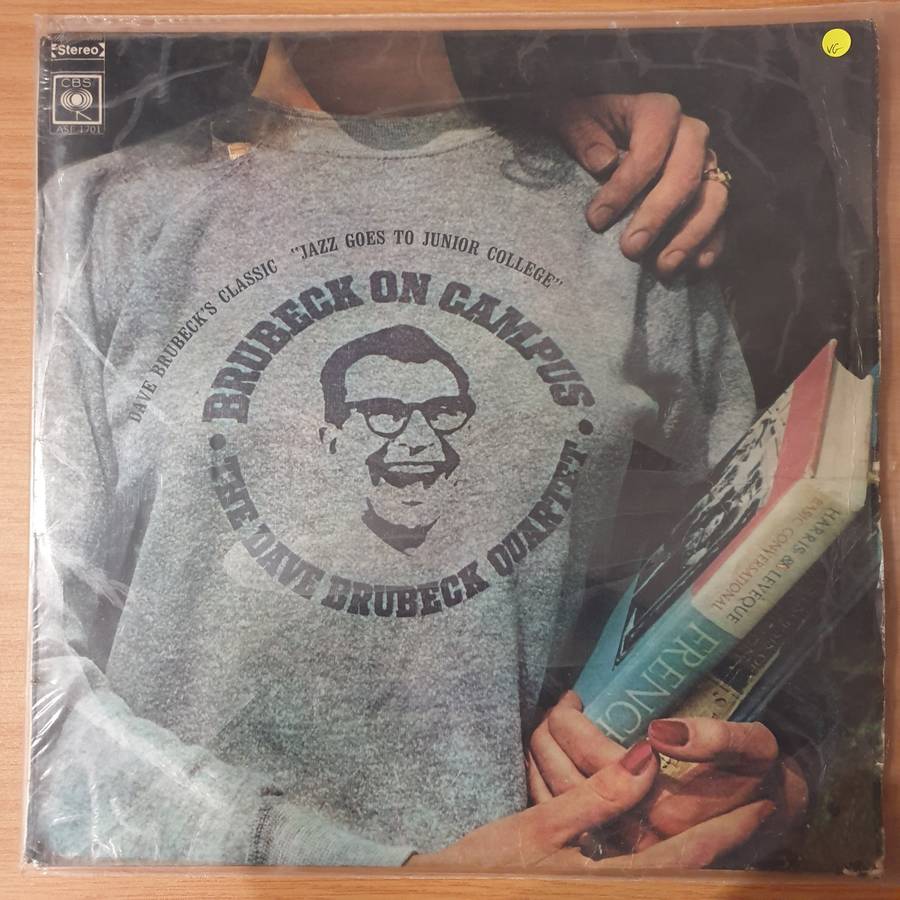 Stereo
CBS
ASF 1701
VG
DAVE BRUBECK'S CLASSIC "JAZZ GOES TO JUNIOR COLLEGE"
BRUBECK ON CAMPUS
• THE DAVE BRUBECK QUARTET •
HARRIS & LEVÈQUE
BASIC CONVERSATIONAL
FRENCH